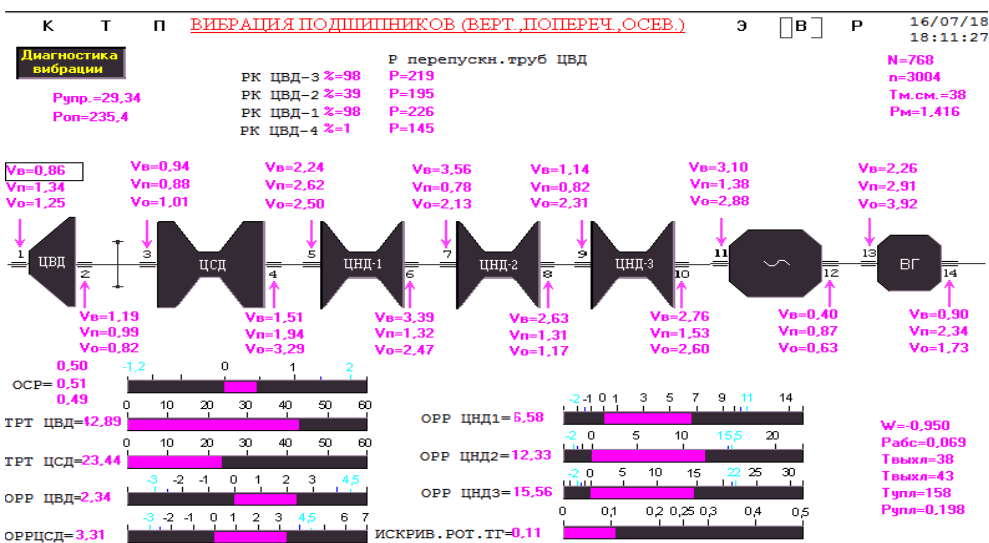 К Т П ВИБРАЦИЯ ПОДШИПНИКОВ (ВЕРТ.,ПОПЕРЕЧ.,ОСЕВ.) Э В Р 16/07/18
18:11:27
Диагностика
вибрации
Рупр.=29,34
Роп=235,4
Р перепускн.труб ЦВД
РК ЦВД-3 %=98 Р=219
РК ЦВД-2 %=39 Р=195
РК ЦВД-1 %=98 Р=226
РК ЦВД-4 %=1 Р=145
N=768
n=3004
Тм.см.=38
Рм=1,416
Vв=0,86 Vв=0,94 Vв=2,24 Vв=3,56 Vв=1,14 Vв=3,10 Vв=2,26
Vп=1,34 Vп=0,88 Vп=2,62 Vп=0,78 Vп=0,82 Vп=1,38 Vп=2,91
Vо=1,25 Vо=1,01 Vо=2,50 Vо=2,13 Vо=2,31 Vо=2,88 Vо=3,92
1 3 5 7 9 11 13
ЦВД ЦСД ЦНД-1 ЦНД-2 ЦНД-3 ВГ
2 4 6 8 10 12 14
Vв=1,19 Vв=1,51 Vв=3,39 Vв=2,63 Vв=2,76 Vв=0,40 Vв=0,90
Vп=0,99 Vп=1,94 Vп=1,32 Vп=1,31 Vп=1,53 Vп=0,87 Vп=2,34
Vо=0,82 Vо=3,29 Vо=2,47 Vо=1,17 Vо=2,60 Vо=0,63 Vо=1,73
0,50 -1,2 0 1 2
ОСР= 0,51
0,49
0 10 20 30 40 50 60
ТРТ ЦВД=42,89
0 10 20 30 40 50 60
ТРТ ЦСД=23,44
-3 -2 -1 0 1 2 3 4,5
ОРР ЦВД=2,34
-3 -2 -1 0 1 2 3 4,5 6 7
ОРРЦСД=3,31
-2 -1 0 1 3 5 7 9 11 14
ОРР ЦНД1=6,58
-2 0 5 10 15,5 20
ОРР ЦНД2=12,33
-2 0 5 10 15 22 25 30
ОРР ЦНД3=15,56
0 0,1 0,2 0,25 0,3 0,4 0,5
ИСКРИВ.РОТ.ТГ=0,11
W=-0,950
Рабс=0,069
Твыхл=38
Твыхл=43
Тупл=158
Рупл=0,198